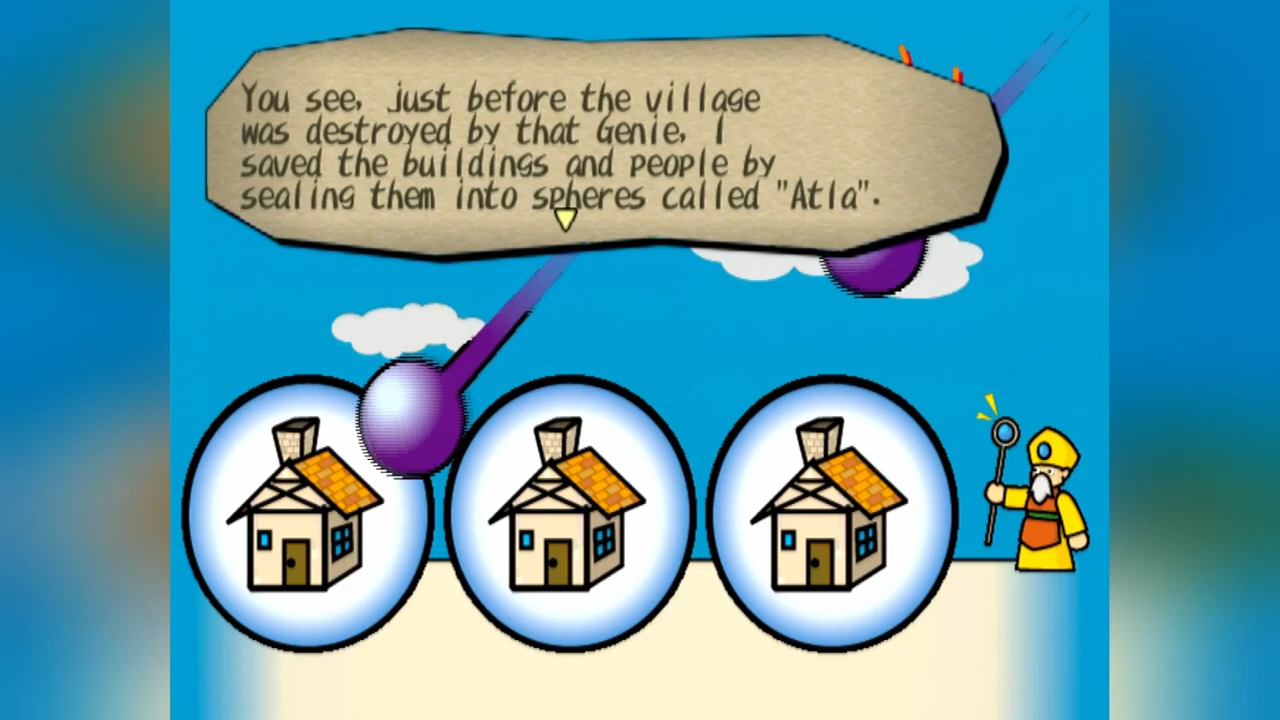 You see, just before the village
was destroyed by that Genie, I
saved the buildings and people by
sealing them into spheres called "Atla".